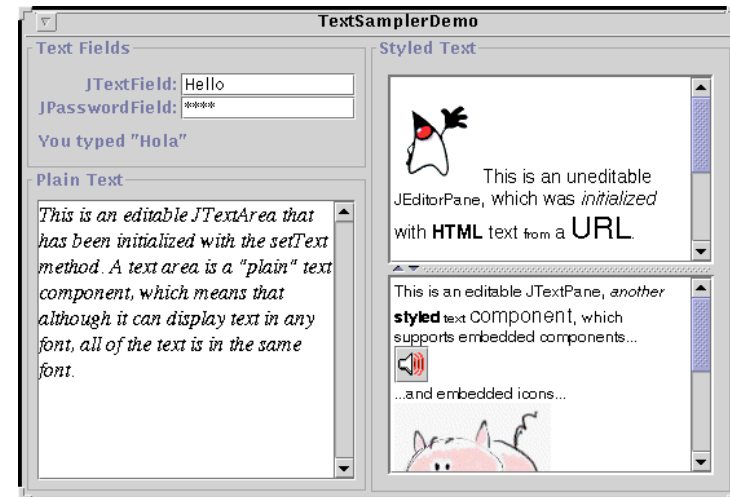 TextSamplerDemo
Text Fields
JTextField: Hello
JPasswordField: ****
You typed "Hola"
Plain Text
This is an editable JTextArea that
has been initialized with the setText
method. A text area is a "plain" text
component, which means that
although it can display text in any
font, all of the text is in the same
font.
Styled Text
This is an uneditable
JEditorPane, which was initialized
with HTML text from a URL.
This is an editable JTextPane, another
styled text component, which
supports embedded components...
...and embedded icons...